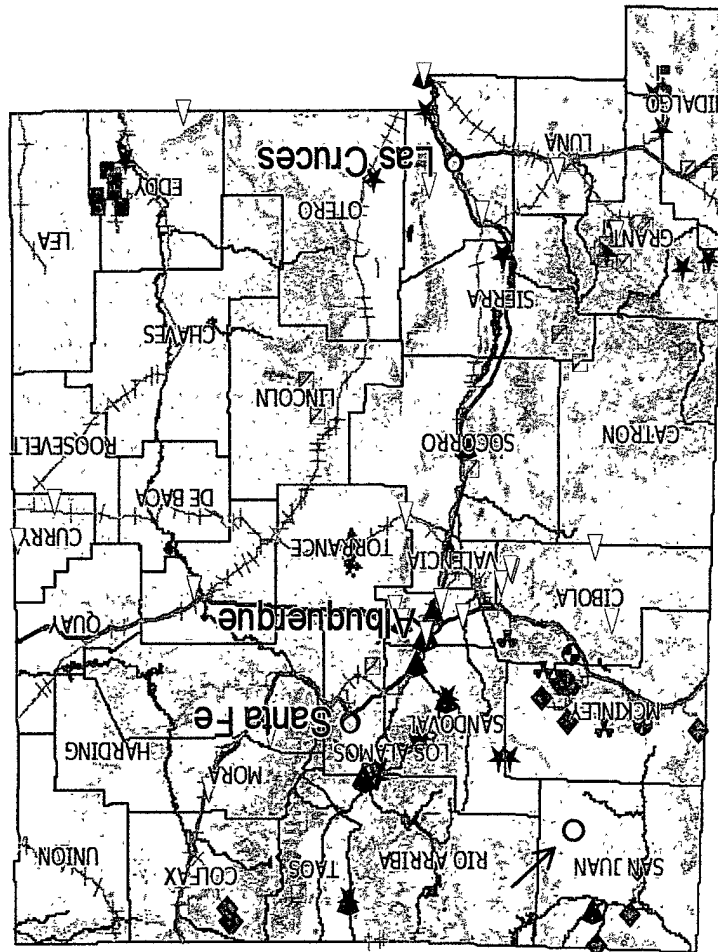 SAN JUAN
RIO ARRIBA
TAOS
COLFAX
UNION
MORA
HARDING
LOS ALAMOS
MCKINLEY
SANDOVAL
Santa Fe
Albuquerque
QUAY
CIBOLA
VALENCIA
TORRANCE
CURRY
DE BACA
CATRON
SOCORRO
ROOSEVELT
LINCOLN
CHAVES
SIERRA
GRANT
OTERO
LEA
EDDY
Las Cruces
LUNA
HIDALGO